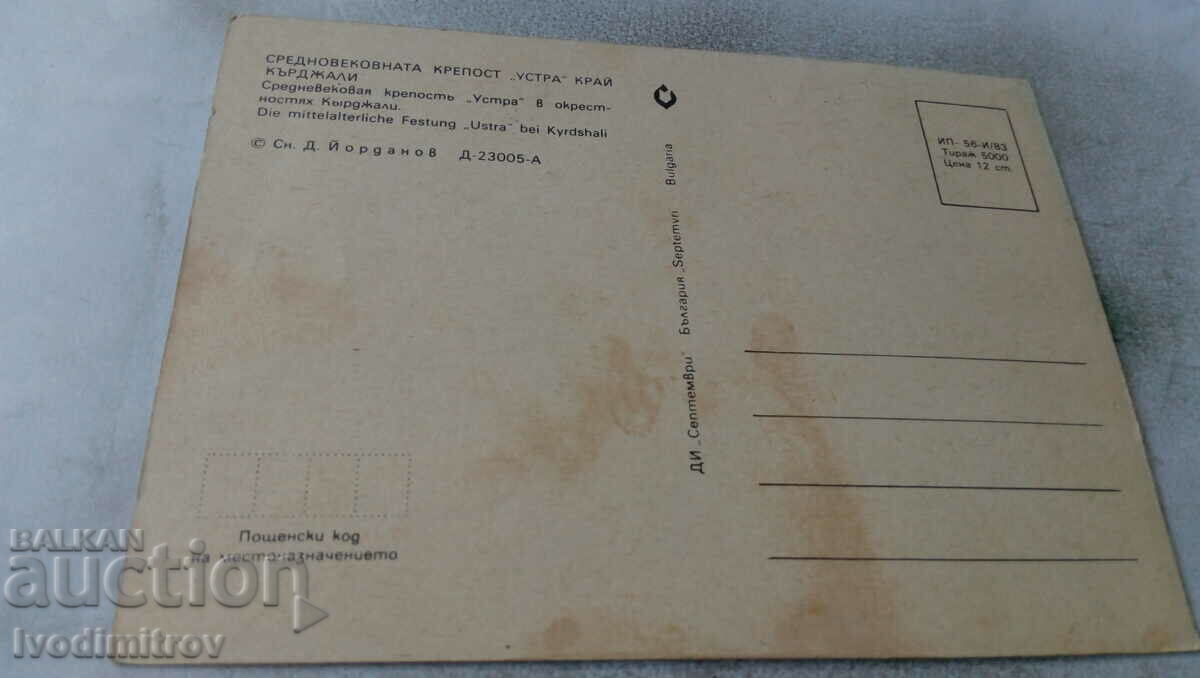 СРЕДНОВЕКОВНАТА КРЕПОСТ „УСТРА" КРАЙ
КЪРДЖАЛИ
Средневековая крепость „Устра" в окрест-
ностях Кырджали.
Die mittelalterliche Festung „Ustra" bei Kyrdshali
© Сн. Д. Йорданов Д-23005-А
ДИ „Септември" България „Septemvri Bulgaria
ИП- 56-И/83
Тираж 5000
Цена 12 ст.
Пощенски код
на местоназначението
BALKAN
auction
Ivodimitrov